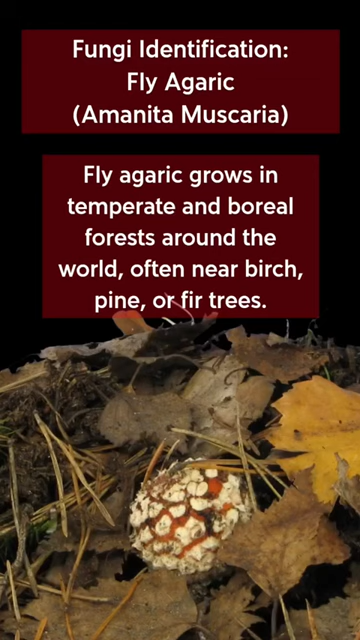 Fungi Identification:
Fly Agaric
(Amanita Muscaria)
Fly agaric grows in
temperate and boreal
forests around the
world, often near birch,
pine, or fir trees.